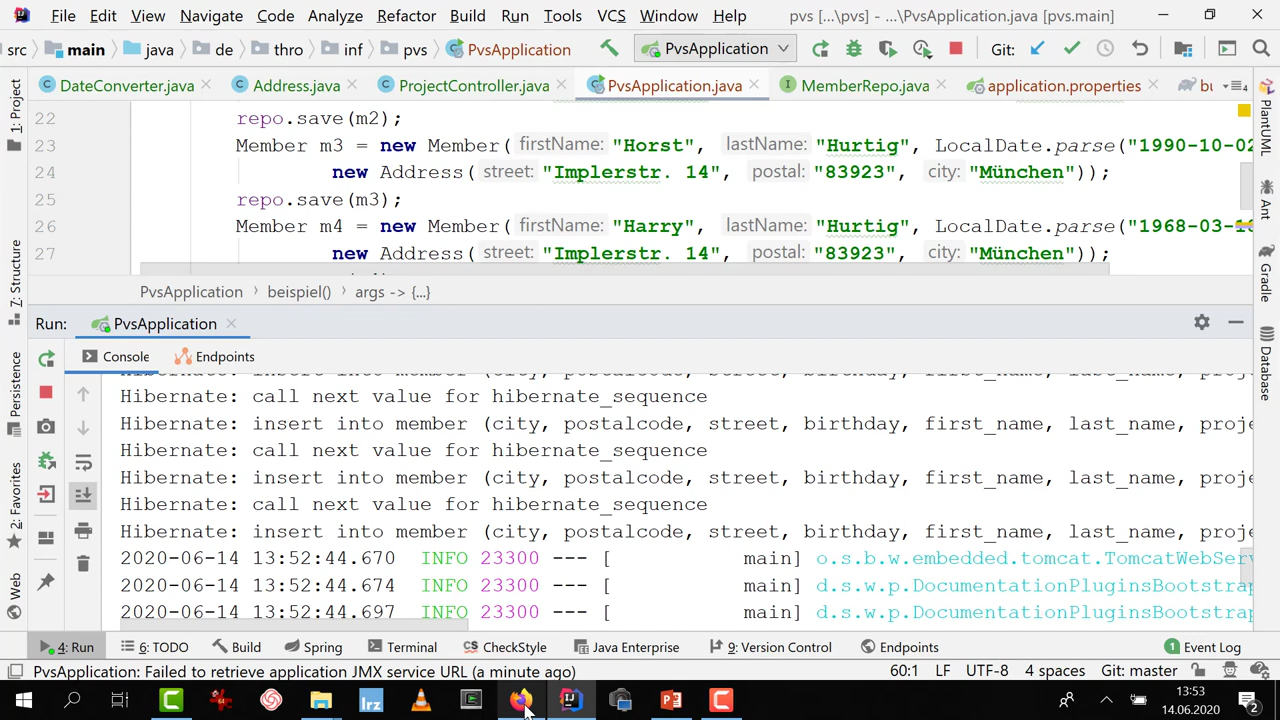 File Edit View Navigate Code Analyze Refactor Build Run Tools VCS Window Help pvs [...\pvs] - ...\PvsApplication.java [pvs.main]
src main java de thro inf pvs PvsApplication PvsApplication Git:
DateConverter.java Address.java ProjectController.java PvsApplication.java MemberRepo.java application.properties bu
22 repo.save(m2);
23 Member m3 = new Member( firstName: "Horst", lastName: "Hurtig", LocalDate.parse("1990-10-02
24 new Address( street: "Implerstr. 14", postal: "83923", city: "München"));
25 repo.save(m3);
26 Member m4 = new Member( firstName: "Harry", lastName: "Hurtig", LocalDate.parse("1968-03-18
27 new Address( street: "Implerstr. 14", postal: "83923", city: "München"));
PvsApplication beispiel() args -> {...}
Run: PvsApplication
Console Endpoints
Hibernate: insert into member (city, postalcode, street, birthday, first_name, last_name, proje
Hibernate: call next value for hibernate_sequence
Hibernate: insert into member (city, postalcode, street, birthday, first_name, last_name, proje
Hibernate: call next value for hibernate_sequence
Hibernate: insert into member (city, postalcode, street, birthday, first_name, last_name, proje
Hibernate: call next value for hibernate_sequence
Hibernate: insert into member (city, postalcode, street, birthday, first_name, last_name, proje
2020-06-14 13:52:44.670 INFO 23300 --- [ main] o.s.b.w.embedded.tomcat.TomcatWebServ
2020-06-14 13:52:44.674 INFO 23300 --- [ main] d.s.w.p.DocumentationPluginsBootstrap
2020-06-14 13:52:44.697 INFO 23300 --- [ main] d.s.w.p.DocumentationPluginsBootstrap
1: Project
7: Structure
Persistence
2: Favorites
Web
PlantUML
Ant
Gradle
Database
4: Run 6: TODO Build Spring Terminal CheckStyle Java Enterprise 9: Version Control Endpoints 1 Event Log
PvsApplication: Failed to retrieve application JMX service URL (a minute ago) 60:1 LF UTF-8 4 spaces Git: master
lrz 13:53
14.06.2020 2